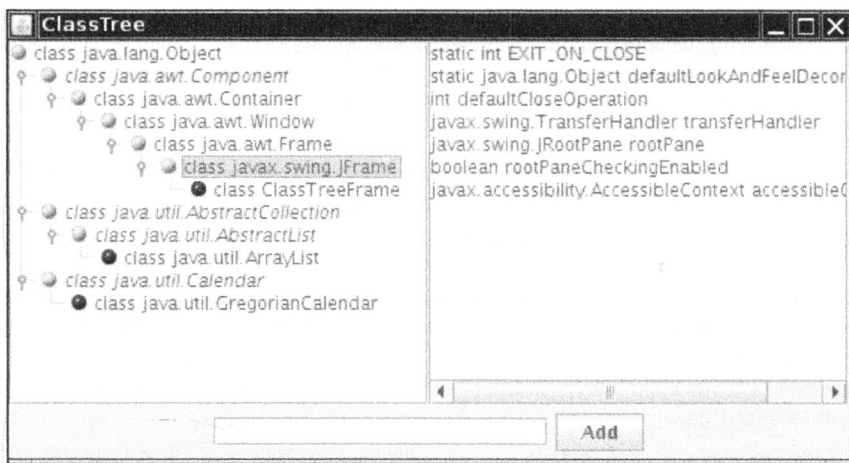 ClassTree
class java.lang.Object
class java.awt.Component
class java.awt.Container
class java.awt.Window
class java.awt.Frame
class javax.swing.JFrame
class ClassTreeFrame
class java.util.AbstractCollection
class java.util.AbstractList
class java.util.ArrayList
class java.util.Calendar
class java.util.GregorianCalendar
static int EXIT_ON_CLOSE
static java.lang.Object defaultLookAndFeelDecor
int defaultCloseOperation
javax.swing.TransferHandler transferHandler
javax.swing.JRootPane rootPane
boolean rootPaneCheckingEnabled
javax.accessibility.AccessibleContext accessibleC
Add